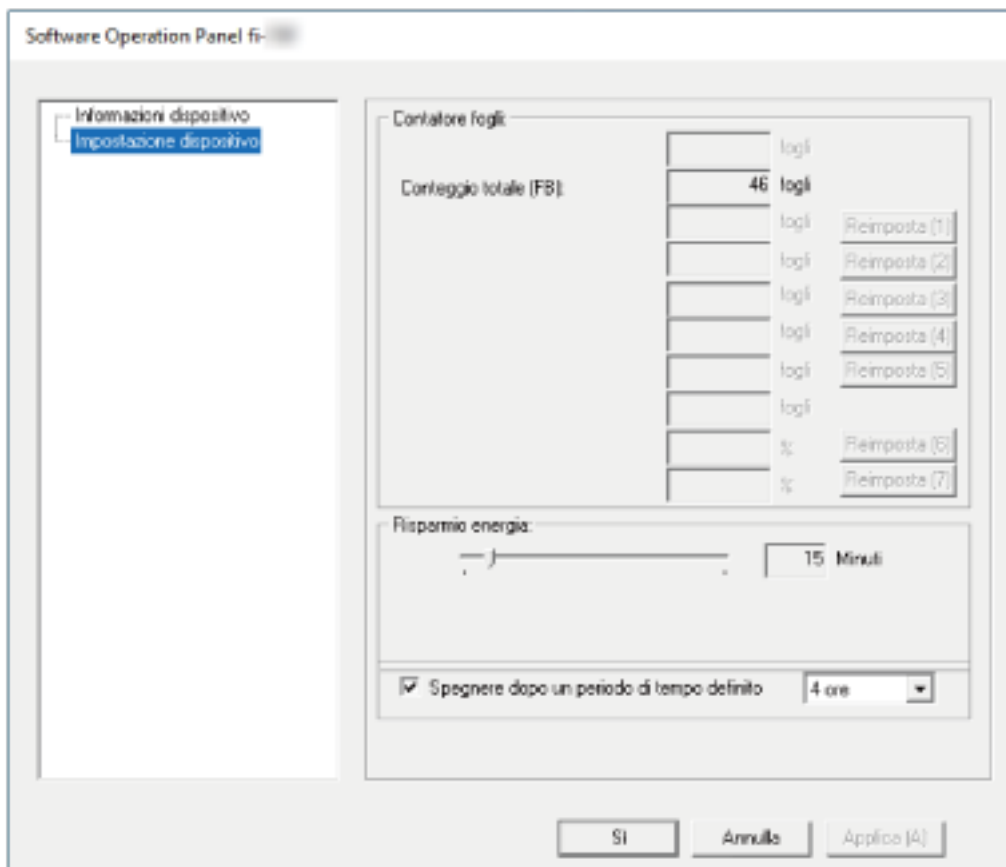 Software Operation Panel fi-
Informazioni dispositivo
Impostazione dispositivo
Contatore fogli:
fogli
Conteggio totale (FB): 46 fogli
fogli Reimposta (1)
fogli Reimposta (2)
fogli Reimposta (3)
fogli Reimposta (4)
fogli Reimposta (5)
fogli
% Reimposta (6)
% Reimposta (7)
Risparmio energia:
15 Minuti
Spegnere dopo un periodo di tempo definito 4 ore
Sì Annulla Applica (A)